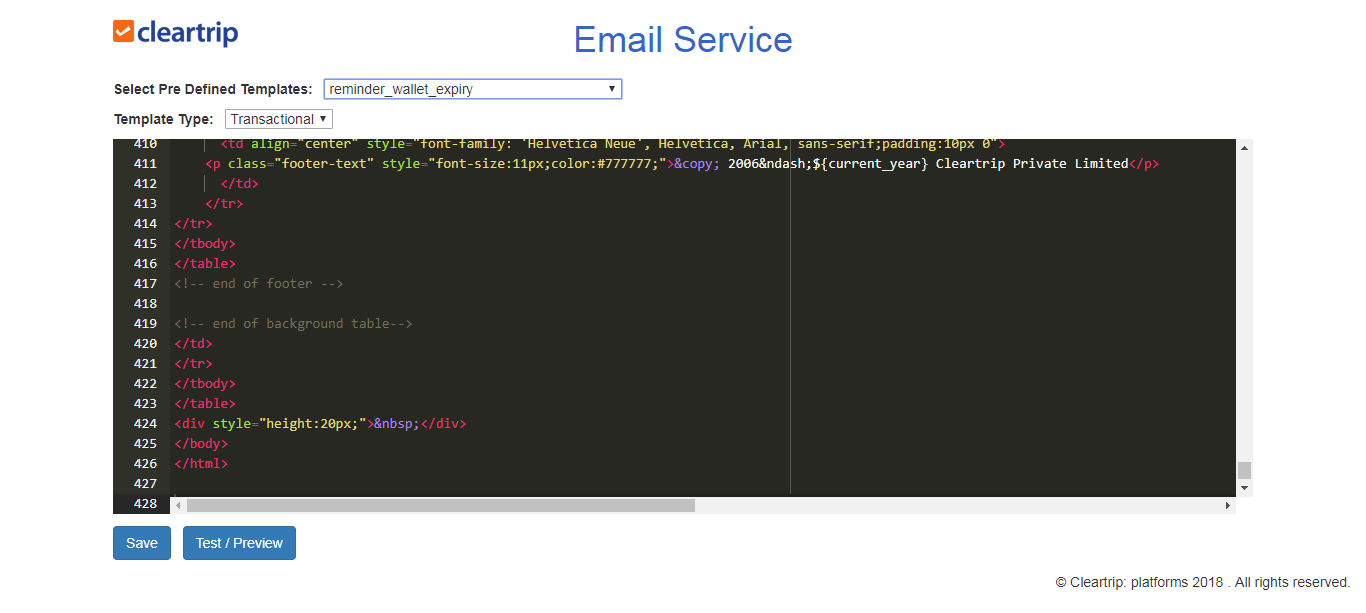 cleartrip
Email Service
Select Pre Defined Templates: reminder_wallet_expiry
Template Type: Transactional
410 <td align="center" style="font-family: 'Helvetica Neue', Helvetica, Arial, sans-serif;padding:10px 0">
411 <p class="footer-text" style="font-size:11px;color:#777777;">&copy; 2006&ndash;${current_year} Cleartrip Private Limited</p>
412 </td>
413 </tr>
414 </tr>
415 </tbody>
416 </table>
417 <!-- end of footer -->
418
419 <!-- end of background table-->
420 </td>
421 </tr>
422 </tbody>
423 </table>
424 <div style="height:20px;">&nbsp;</div>
425 </body>
426 </html>
427
428
Save Test / Preview
© Cleartrip: platforms 2018 . All rights reserved.